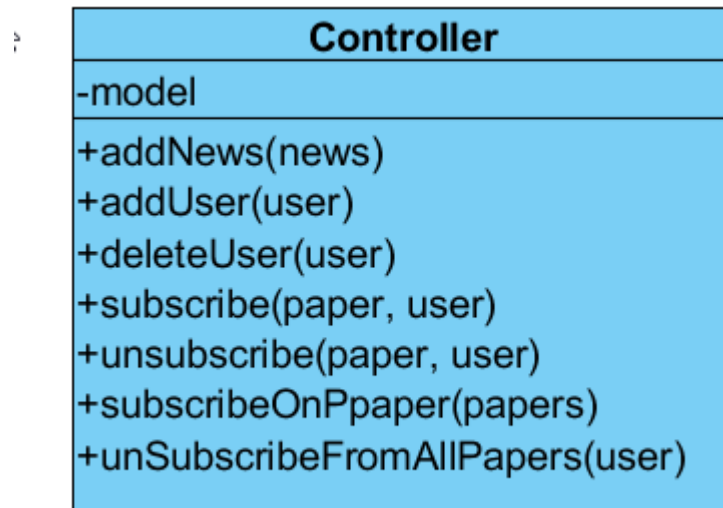 Controller
-model
+addNews(news)
+addUser(user)
+deleteUser(user)
+subscribe(paper, user)
+unsubscribe(paper, user)
+subscribeOnPpaper(papers)
+unSubscribeFromAllPapers(user)